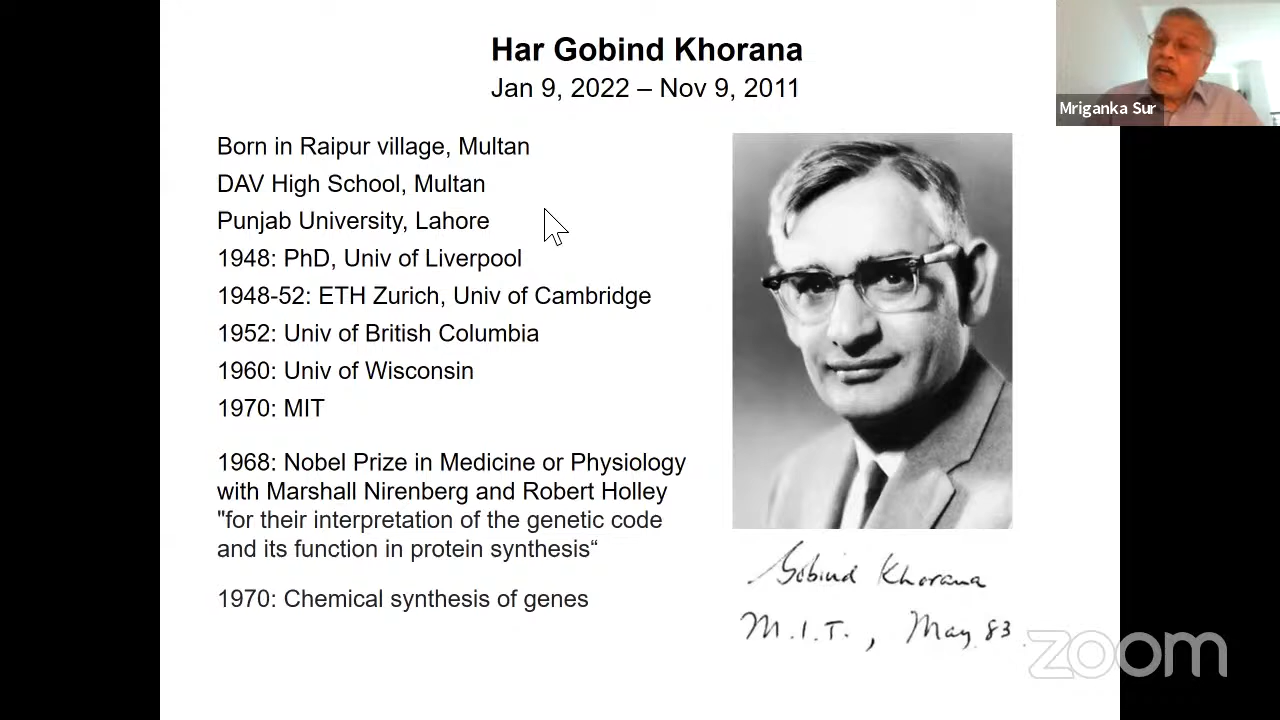 Har Gobind Khorana
Jan 9, 2022 – Nov 9, 2011
Mriganka Sur
Born in Raipur village, Multan
DAV High School, Multan
Punjab University, Lahore
1948: PhD, Univ of Liverpool
1948-52: ETH Zurich, Univ of Cambridge
1952: Univ of British Columbia
1960: Univ of Wisconsin
1970: MIT
1968: Nobel Prize in Medicine or Physiology
with Marshall Nirenberg and Robert Holley
"for their interpretation of the genetic code
and its function in protein synthesis“
1970: Chemical synthesis of genes
Gobind Khorana
M.I.T., May 83.
zoom